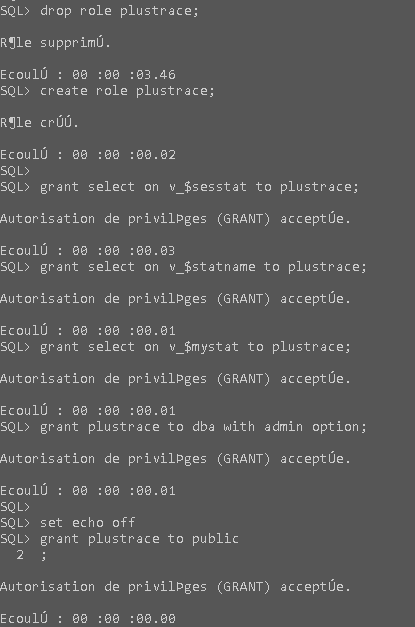 SQL> drop role plustrace;
R¶le supprimÚ.
EcoulÚ : 00 :00 :03.46
SQL> create role plustrace;
R¶le crÚÚ.
EcoulÚ : 00 :00 :00.02
SQL>
SQL> grant select on v_$sesstat to plustrace;
Autorisation de privilÞges (GRANT) acceptÚe.
EcoulÚ : 00 :00 :00.03
SQL> grant select on v_$statname to plustrace;
Autorisation de privilÞges (GRANT) acceptÚe.
EcoulÚ : 00 :00 :00.01
SQL> grant select on v_$mystat to plustrace;
Autorisation de privilÞges (GRANT) acceptÚe.
EcoulÚ : 00 :00 :00.01
SQL> grant plustrace to dba with admin option;
Autorisation de privilÞges (GRANT) acceptÚe.
EcoulÚ : 00 :00 :00.01
SQL>
SQL> set echo off
SQL> grant plustrace to public
2 ;
Autorisation de privilÞges (GRANT) acceptÚe.
EcoulÚ : 00 :00 :00.00